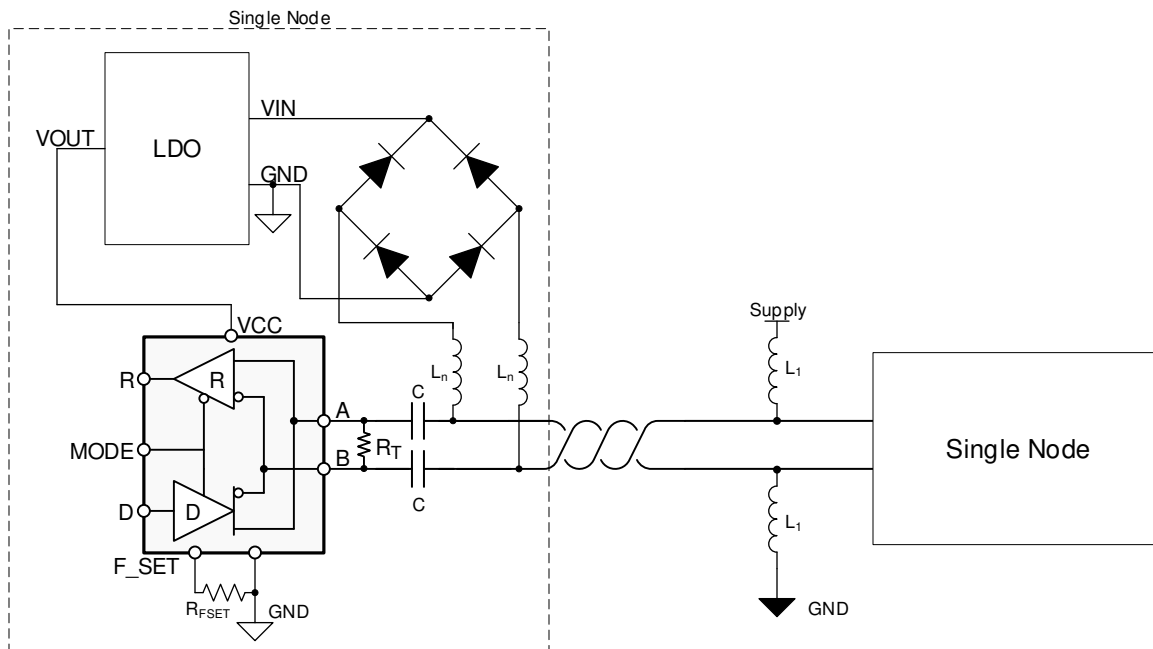 Single Node
VIN
VOUT
LDO
GND
VCC
Supply
R
R
Ln
Ln
L1
C
A
MODE
RT
Single Node
B
C
D
D
F_SET
L1
RFSET
GND
GND